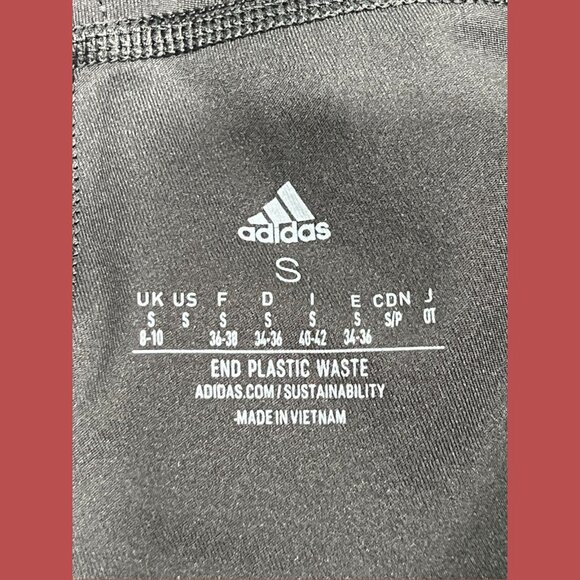 adidas
S
UK US F D I E CDN J
S S S S S S S/P OT
8-10 36-38 34-36 40-42 34-36
END PLASTIC WASTE
ADIDAS.COM/SUSTAINABILITY
MADE IN VIETNAM